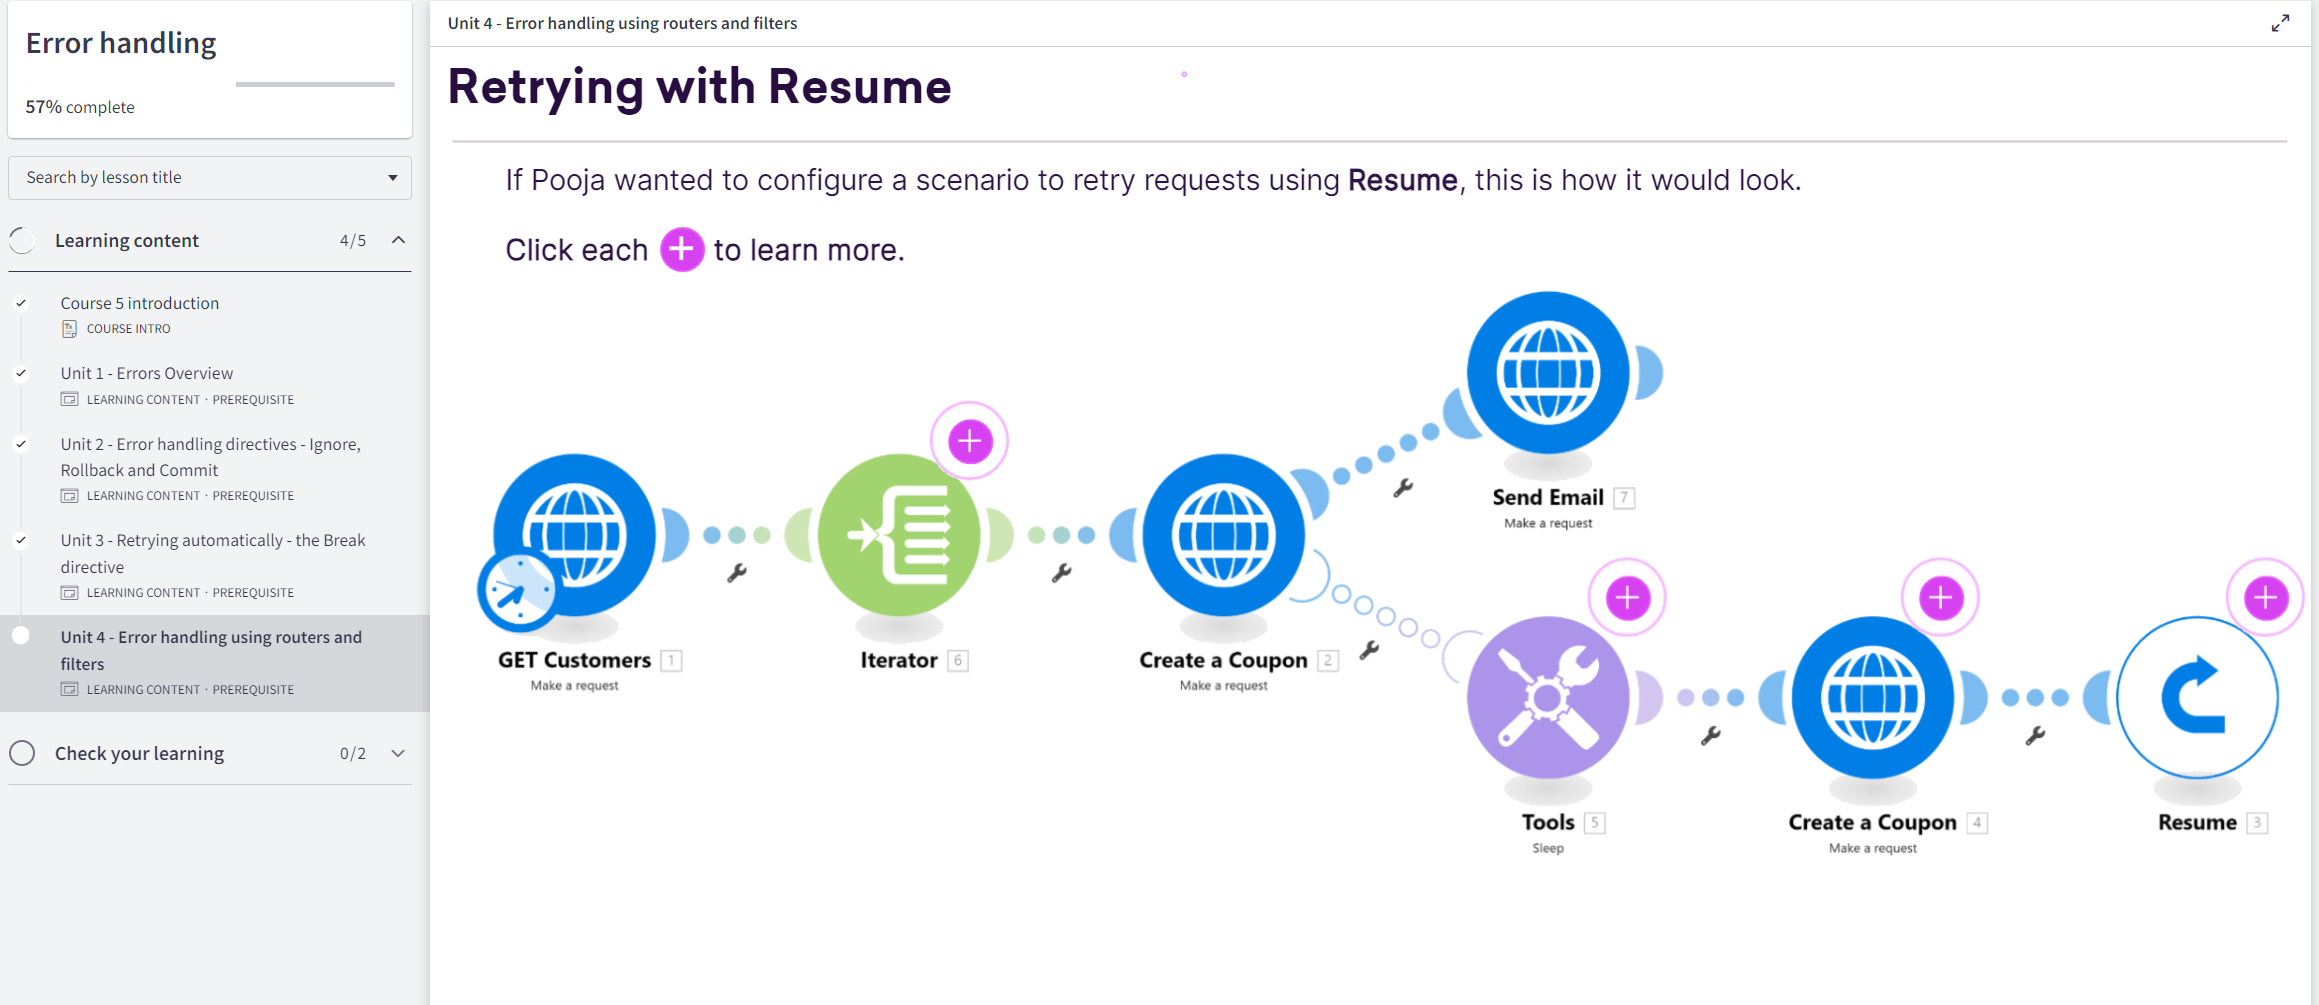 Error handling
57% complete
Search by lesson title
Learning content 4/5
Course 5 introduction
COURSE INTRO
Unit 1 - Errors Overview
LEARNING CONTENT · PREREQUISITE
Unit 2 - Error handling directives - Ignore,
Rollback and Commit
LEARNING CONTENT · PREREQUISITE
Unit 3 - Retrying automatically - the Break
directive
LEARNING CONTENT · PREREQUISITE
Unit 4 - Error handling using routers and
filters
LEARNING CONTENT · PREREQUISITE
Check your learning 0/2
Unit 4 - Error handling using routers and filters
Retrying with Resume
If Pooja wanted to configure a scenario to retry requests using Resume, this is how it would look.
Click each + to learn more.
Send Email 7
Make a request
GET Customers 1
Make a request
Iterator 6
Create a Coupon 2
Make a request
Tools 5
Sleep
Create a Coupon 4
Make a request
Resume 3